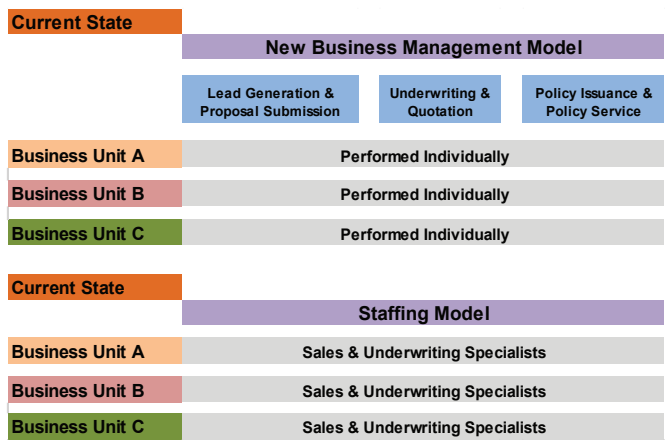 Current State
New Business Management Model
Lead Generation &
Proposal Submission
Underwriting &
Quotation
Policy Issuance &
Policy Service
Business Unit A
Performed Individually
Business Unit B
Performed Individually
Business Unit C
Performed Individually
Current State
Staffing Model
Business Unit A
Sales & Underwriting Specialists
Business Unit B
Sales & Underwriting Specialists
Business Unit C
Sales & Underwriting Specialists